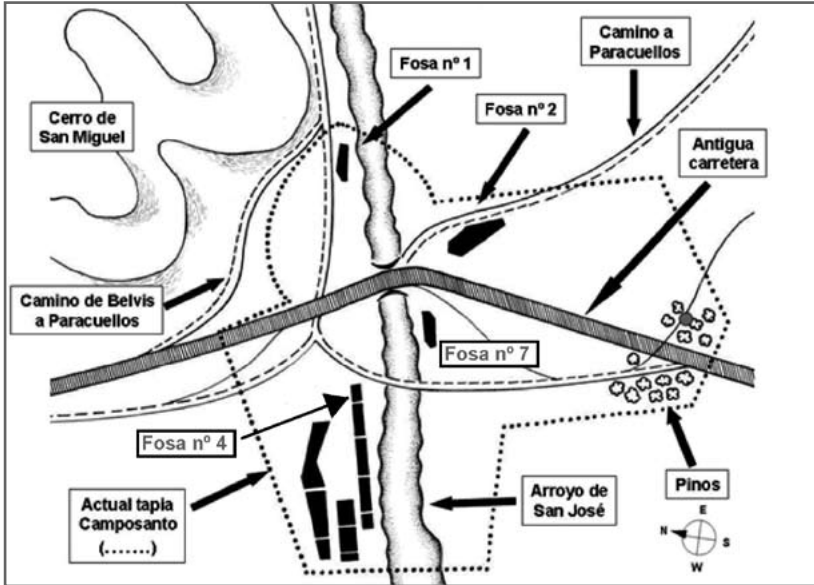 Camino a
Paracuellos
Fosa nº 1
Fosa nº 2
Cerro de
San Miguel
Antigua
carretera
Camino de Belvis
a Paracuellos
Fosa nº 7
Fosa nº 4
Actual tapia
Camposanto
(.......)
Arroyo de
San José
Pinos
E
N
S
W